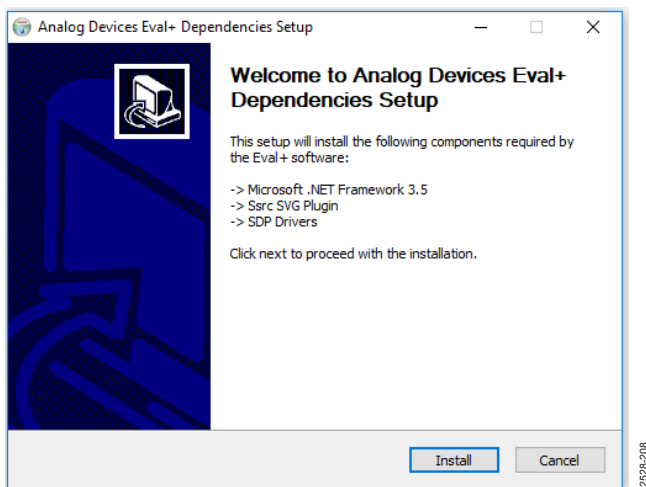 Analog Devices Eval+ Dependencies Setup
Welcome to Analog Devices Eval+
Dependencies Setup
This setup will install the following components required by
the Eval+ software:
-> Microsoft .NET Framework 3.5
-> Ssrc SVG Plugin
-> SDP Drivers
Click next to proceed with the installation.
Install
Cancel
2528-208